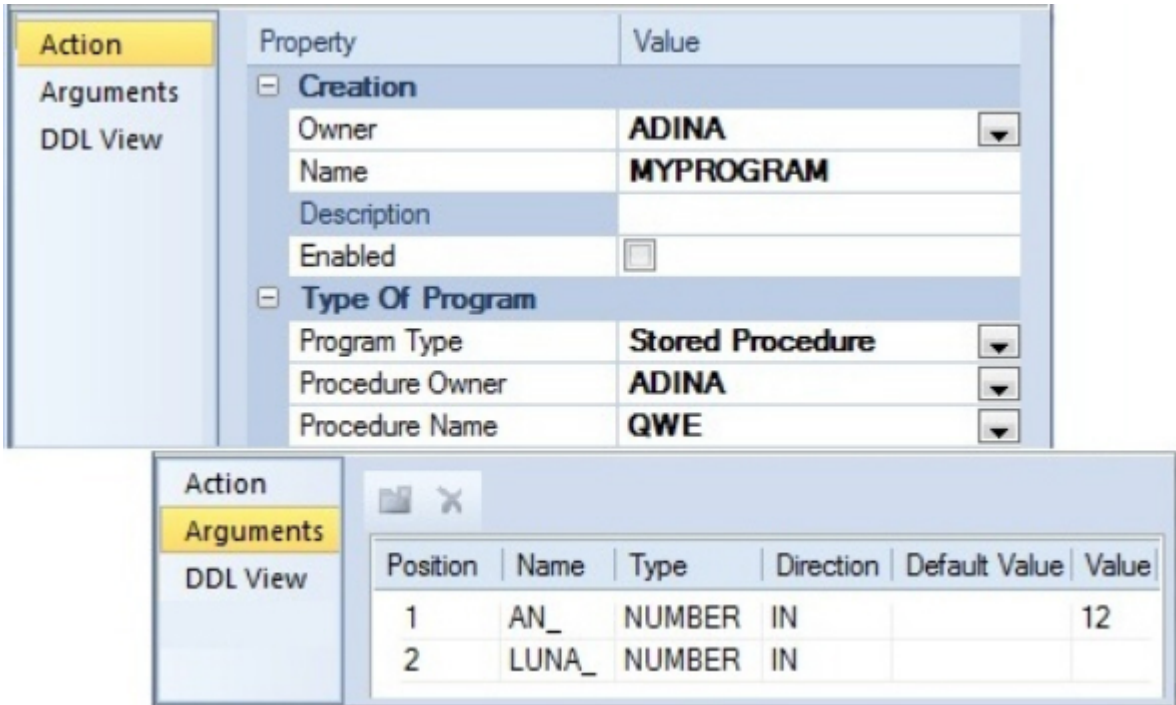 Action
Arguments
DDL View
Property Value
Creation
Owner ADINA
Name MYPROGRAM
Description
Enabled
Type Of Program
Program Type Stored Procedure
Procedure Owner ADINA
Procedure Name QWE
Action
Arguments
DDL View
Position Name Type Direction Default Value Value
1 AN_ NUMBER IN 12
2 LUNA_ NUMBER IN